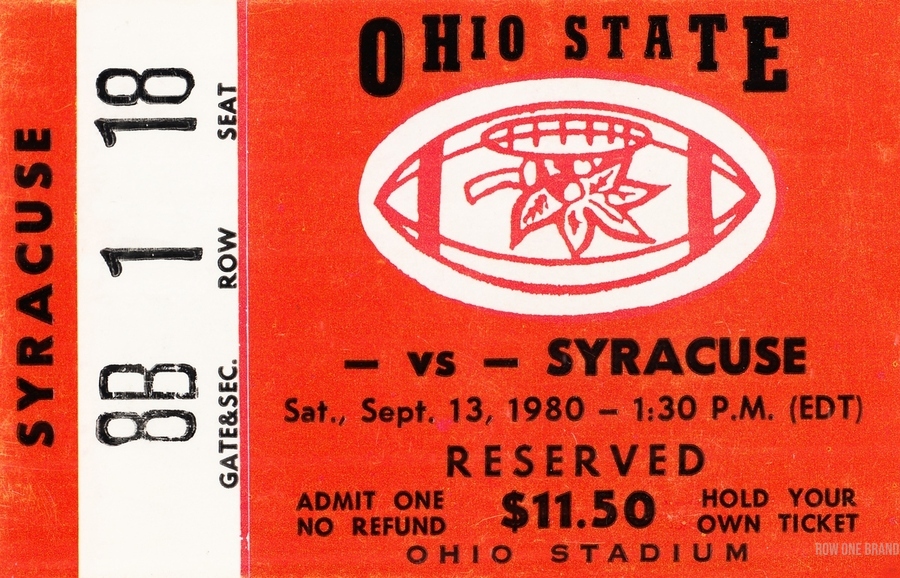 SYRACUSE
18 SEAT
1 ROW
8B GATE&SEC.
OHIO STATE
— vs — SYRACUSE
Sat., Sept. 13, 1980 – 1:30 P.M. (EDT)
RESERVED
ADMIT ONE $11.50 HOLD YOUR
NO REFUND OWN TICKET
OHIO STADIUM
ROW ONE BRAND